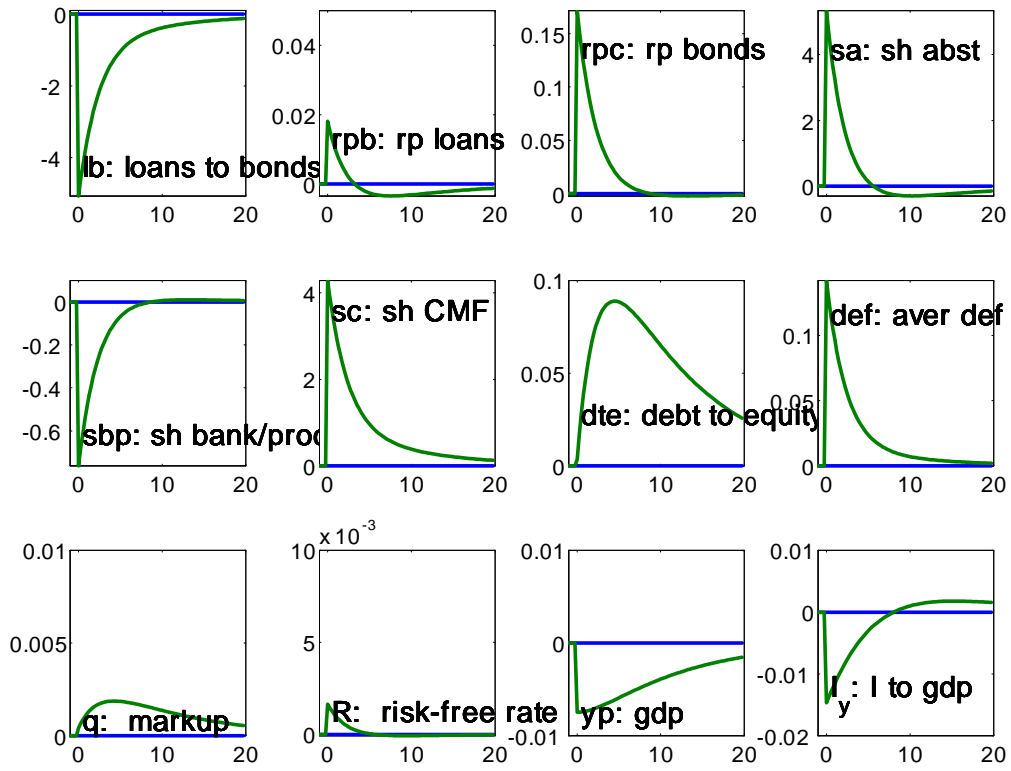 0
-2
-4
0 10 20
lb: loans to bonds
0.04
0.02
0
0 10 20
rpb: rp loans
0.15
0.1
0.05
0
0 10 20
rpc: rp bonds
4
2
0
0 10 20
sa: sh abst
0
-0.2
-0.4
-0.6
0 10 20
sbp: sh bank/prod
4
2
0
0 10 20
sc: sh CMF
0.1
0.05
0
0 10 20
dte: debt to equity
0.1
0.05
0
0 10 20
def: aver def
0.01
0.005
0
0 10 20
q: markup
x 10-3
10
5
0
0 10 20
R: risk-free rate
0.01
0
-0.01
0 10 20
yp: gdp
0.01
0
-0.01
-0.02
0 10 20
I_y: I to gdp